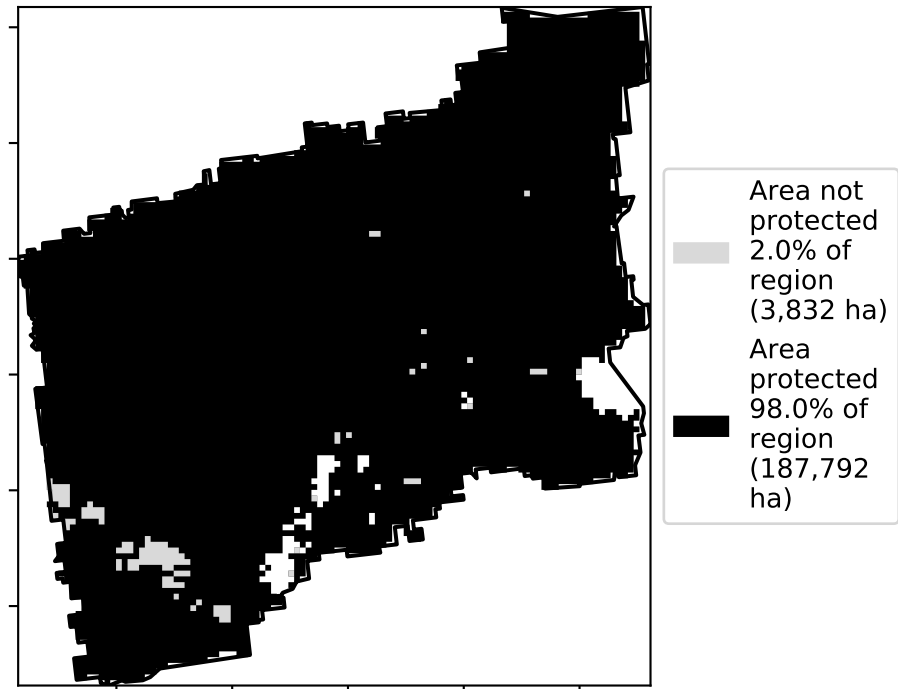 Area not
protected
2.0% of
region
(3,832 ha)
Area
protected
98.0% of
region
(187,792
ha)